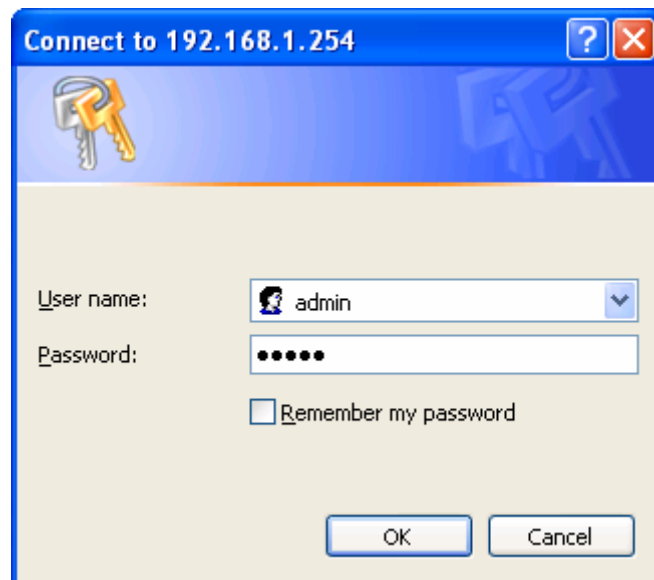 Connect to 192.168.1.254
User name:
admin
Password:
•••••
Remember my password
OK
Cancel